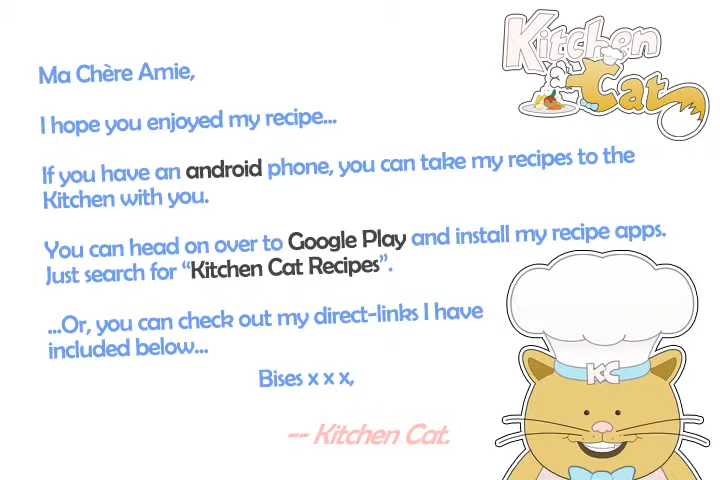 Kitchen
Cat
Ma Chère Amie,
I hope you enjoyed my recipe...
If you have an android phone, you can take my recipes to the
Kitchen with you.
You can head on over to Google Play and install my recipe apps.
Just search for “Kitchen Cat Recipes”.
...Or, you can check out my direct-links I have
included below...
Bises x x x,
-- Kitchen Cat.
KC